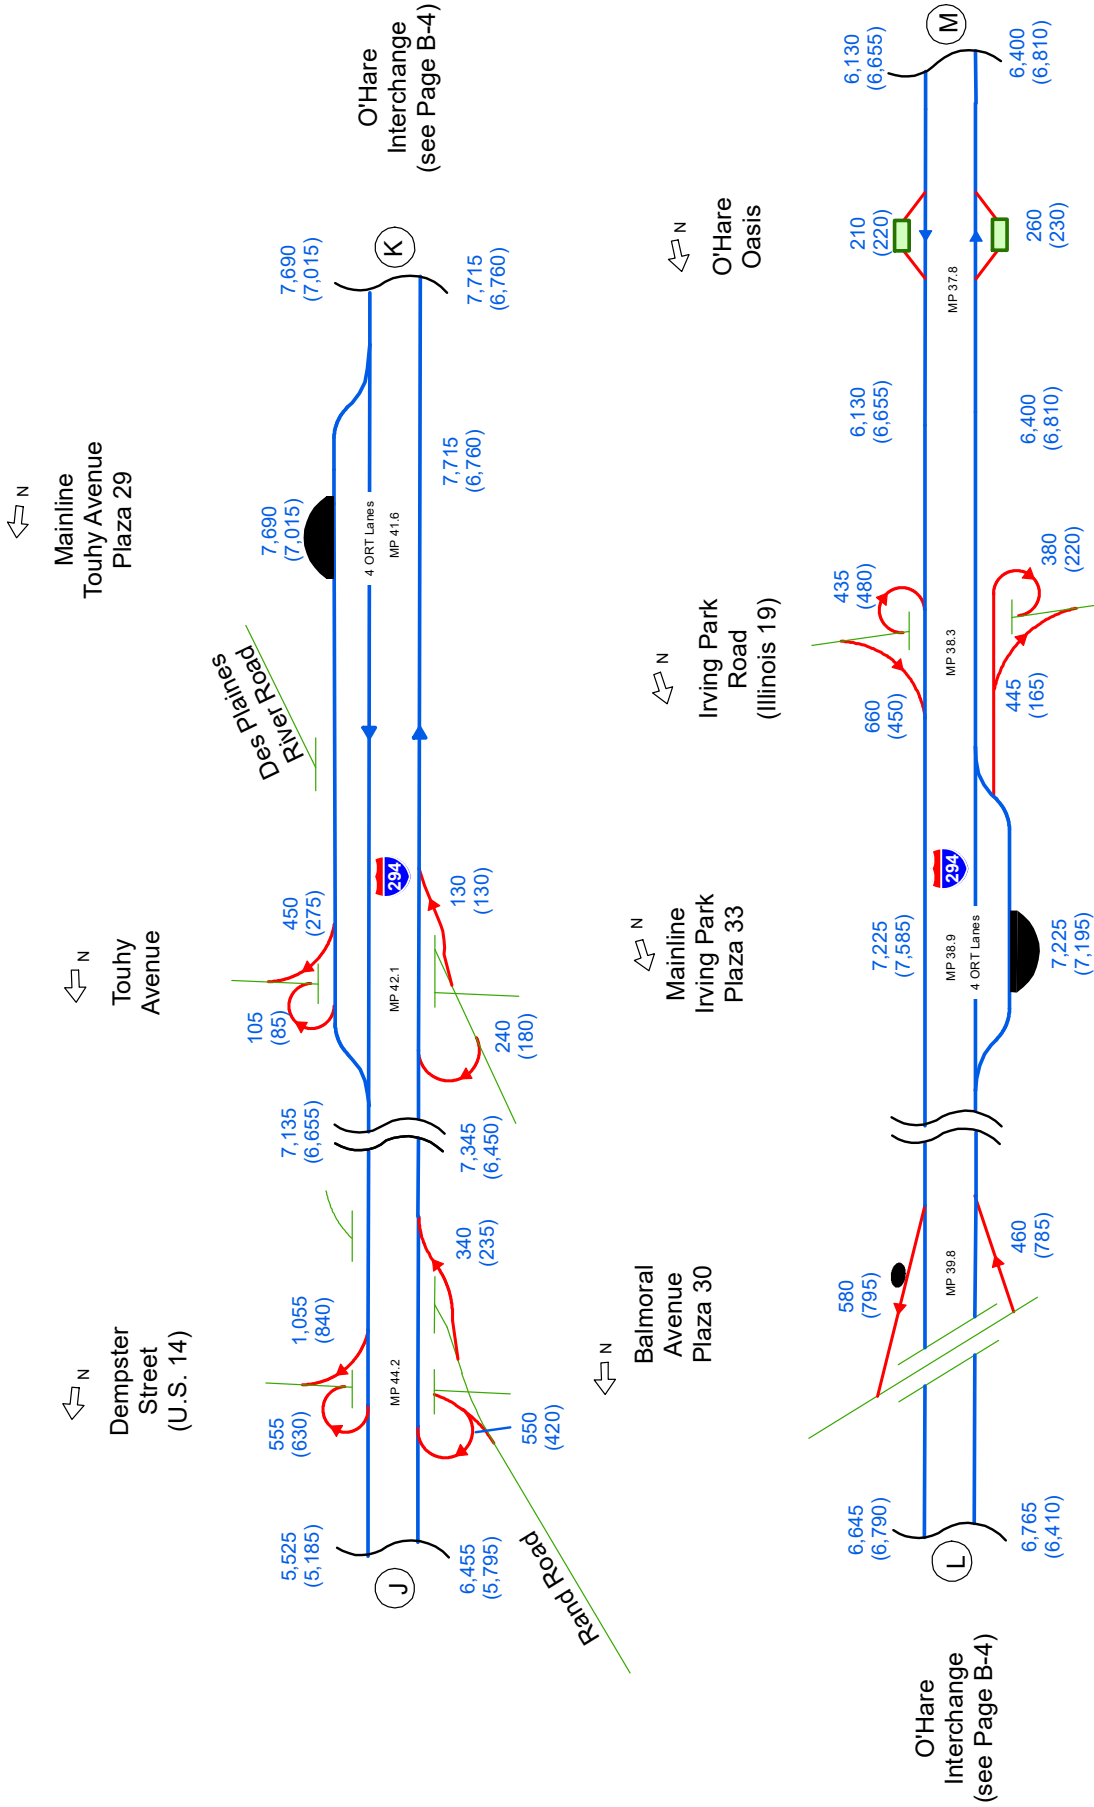 N
Dempster
Street
(U.S. 14)
N
Touhy
Avenue
N
Mainline
Touhy Avenue
Plaza 29
O'Hare
Interchange
(see Page B-4)
5,525
(5,185)
555
(630)
1,055
(840)
7,135
(6,655)
105
(85)
450
(275)
Des Plaines
River Road
7,690
(7,015)
7,690
(7,015)
J
MP 44.2
MP 42.1
294
4 ORT Lanes
MP 41.6
K
6,455
(5,795)
Rand Road
550
(420)
340
(235)
7,345
(6,450)
240
(180)
130
(130)
7,715
(6,760)
7,715
(6,760)
O'Hare
Interchange
(see Page B-4)
N
Balmoral
Avenue
Plaza 30
N
Mainline
Irving Park
Plaza 33
N
Irving Park
Road
(Illinois 19)
N
O'Hare
Oasis
6,645
(6,790)
580
(795)
7,225
(7,585)
660
(450)
435
(480)
6,130
(6,655)
210
(220)
6,130
(6,655)
L
MP 39.8
MP 38.9
4 ORT Lanes
294
MP 38.3
MP 37.8
M
6,765
(6,410)
460
(785)
7,225
(7,195)
445
(165)
380
(220)
6,400
(6,810)
260
(230)
6,400
(6,810)